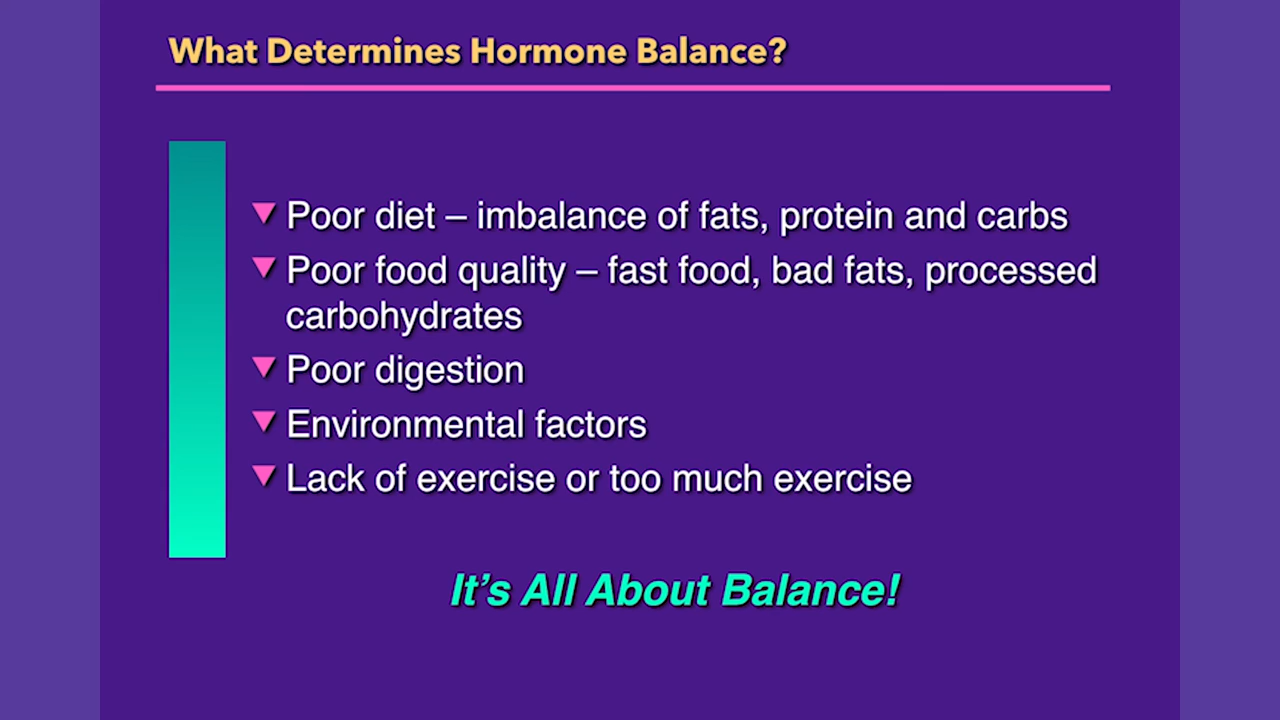 What Determines Hormone Balance?
Poor diet – imbalance of fats, protein and carbs
Poor food quality – fast food, bad fats, processed
carbohydrates
Poor digestion
Environmental factors
Lack of exercise or too much exercise
It’s All About Balance!